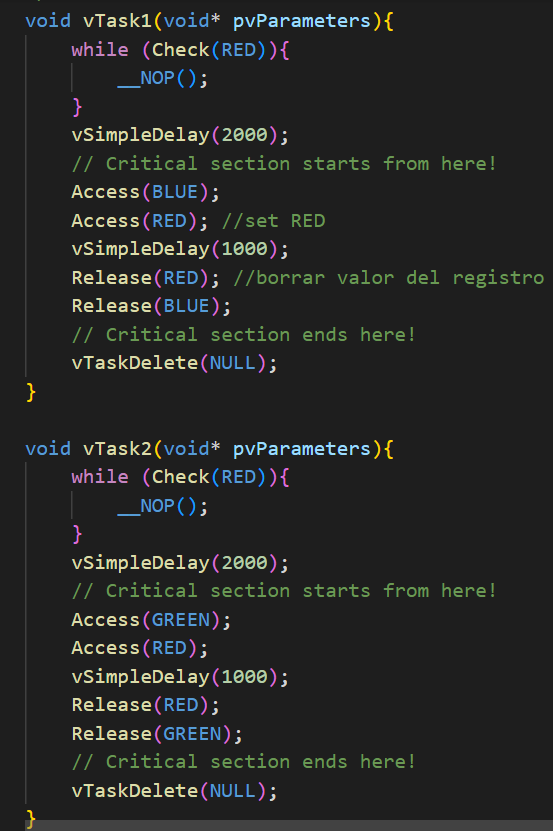 void vTask1(void* pvParameters){
while (Check(RED)){
__NOP();
}
vSimpleDelay(2000);
// Critical section starts from here!
Access(BLUE);
Access(RED); //set RED
vSimpleDelay(1000);
Release(RED); //borrar valor del registro
Release(BLUE);
// Critical section ends here!
vTaskDelete(NULL);
}
void vTask2(void* pvParameters){
while (Check(RED)){
__NOP();
}
vSimpleDelay(2000);
// Critical section starts from here!
Access(GREEN);
Access(RED);
vSimpleDelay(1000);
Release(RED);
Release(GREEN);
// Critical section ends here!
vTaskDelete(NULL);
}